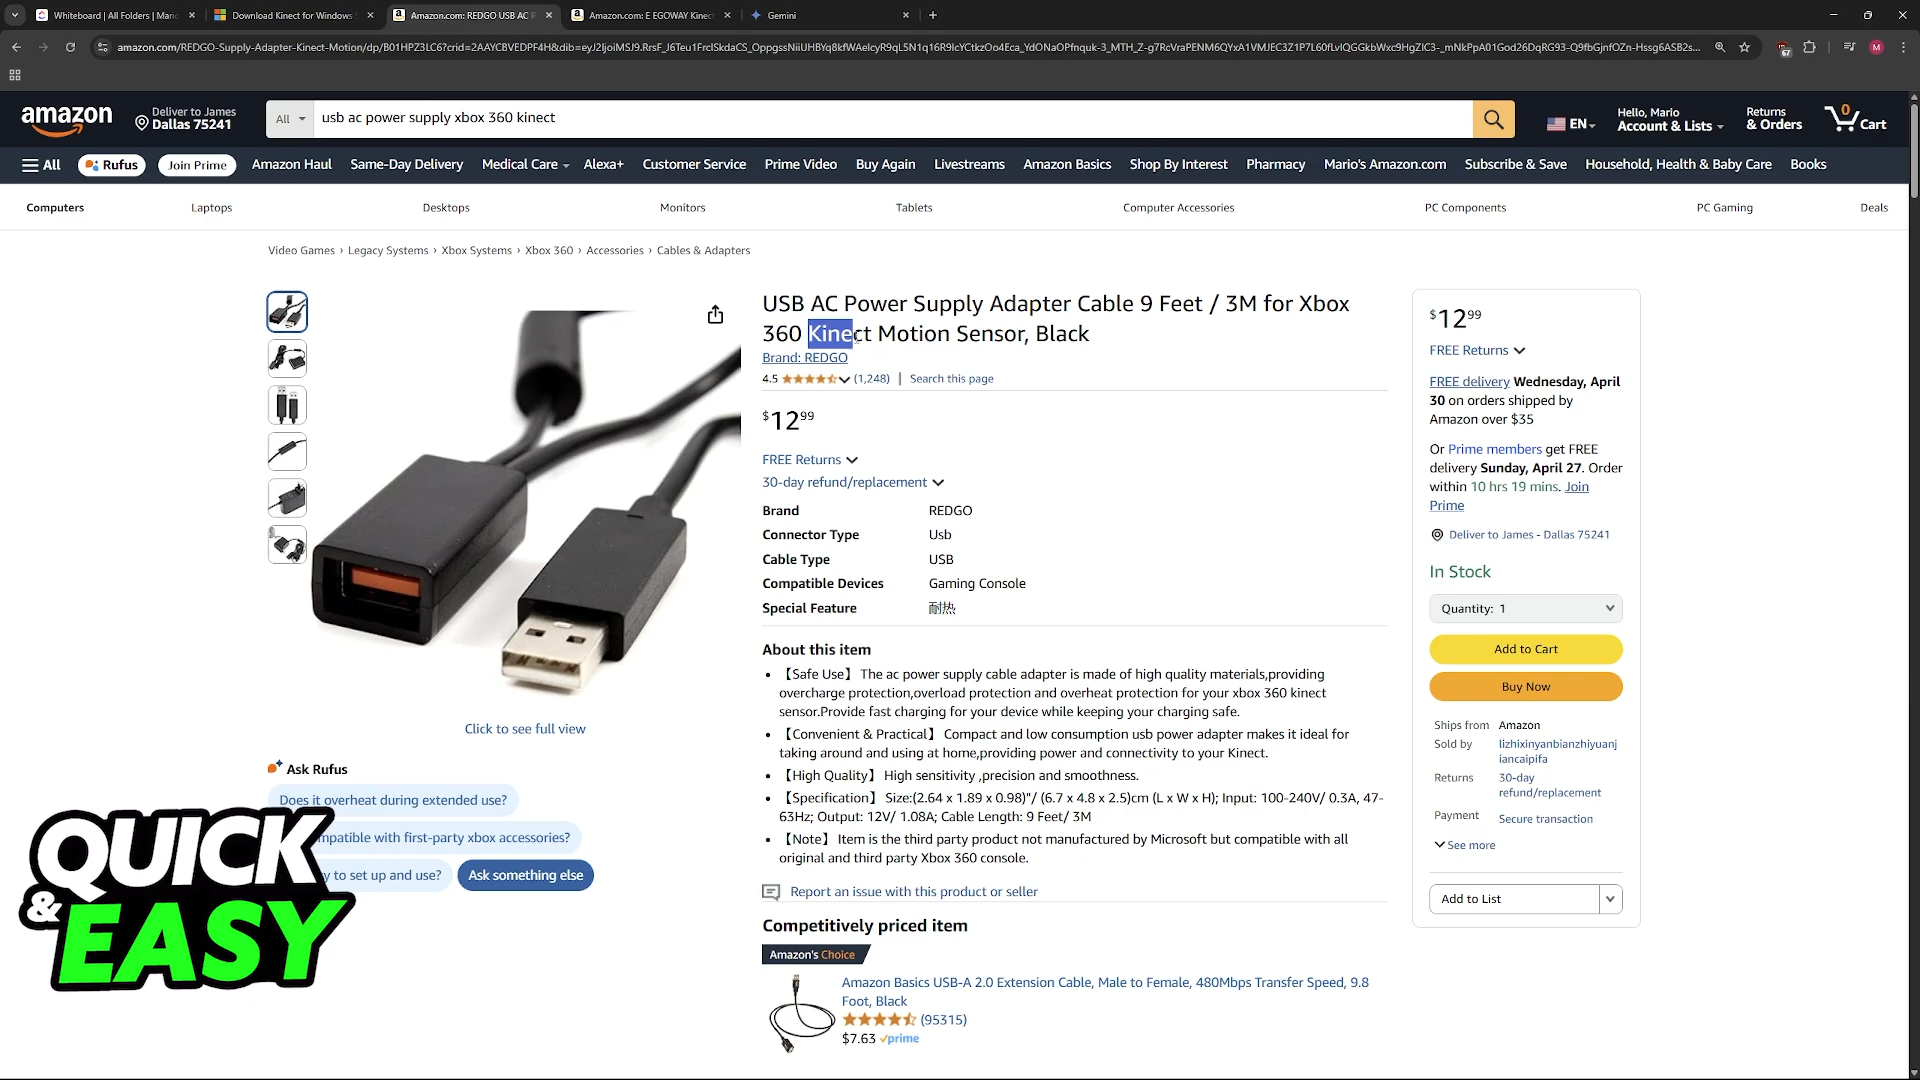 Whiteboard | All Folders | Mario
Download Kinect for Windows
Amazon.com: REDGO USB AC P
Amazon.com: E EGOWAY Kinect
Gemini
amazon
Deliver to James
Dallas 75241
All
usb ac power supply xbox 360 kinect
EN
Hello, Mario
Account & Lists
Returns
& Orders
0
Cart
All
Rufus
Join Prime
Amazon Haul
Same-Day Delivery
Medical Care
Alexa+
Customer Service
Prime Video
Buy Again
Livestreams
Amazon Basics
Shop By Interest
Pharmacy
Mario's Amazon.com
Subscribe & Save
Household, Health & Baby Care
Books
Computers
Laptops
Desktops
Monitors
Tablets
Computer Accessories
PC Components
PC Gaming
Deals
Video Games › Legacy Systems › Xbox Systems › Xbox 360 › Accessories › Cables & Adapters
USB AC Power Supply Adapter Cable 9 Feet / 3M for Xbox
360 Kinect Motion Sensor, Black
Brand: REDGO
4.5 (1,248) | Search this page
$12 99
FREE Returns
30-day refund/replacement
Brand REDGO
Connector Type Usb
Cable Type USB
Compatible Devices Gaming Console
Special Feature 耐热
About this item
• 【Safe Use】 The ac power supply cable adapter is made of high quality materials,providing
overcharge protection,overload protection and overheat protection for your xbox 360 kinect
sensor.Provide fast charging for your device while keeping your charging safe.
• 【Convenient & Practical】 Compact and low consumption usb power adapter makes it ideal for
taking around and using at home,providing power and connectivity to your Kinect.
• 【High Quality】 High sensitivity ,precision and smoothness.
• 【Specification】 Size:(2.64 x 1.89 x 0.98)"/ (6.7 x 4.8 x 2.5)cm (L x W x H); Input: 100-240V/ 0.3A, 47-
63Hz; Output: 12V/ 1.08A; Cable Length: 9 Feet/ 3M
• 【Note】 Item is the third party product not manufactured by Microsoft but compatible with all
original and third party Xbox 360 console.
Report an issue with this product or seller
Competitively priced item
Amazon's Choice
Amazon Basics USB-A 2.0 Extension Cable, Male to Female, 480Mbps Transfer Speed, 9.8
Foot, Black
(95315)
$7.63 prime
Click to see full view
Ask Rufus
Does it overheat during extended use?
mpatible with first-party xbox accessories?
y to set up and use?
Ask something else
QUICK
& EASY
$12 99
FREE Returns
FREE delivery Wednesday, April
30 on orders shipped by
Amazon over $35
Or Prime members get FREE
delivery Sunday, April 27. Order
within 10 hrs 19 mins. Join
Prime
Deliver to James - Dallas 75241
In Stock
Quantity: 1
Add to Cart
Buy Now
Ships from Amazon
Sold by lizhixinyanbianzhiyuanj
iancaipifa
Returns 30-day
refund/replacement
Payment Secure transaction
See more
Add to List